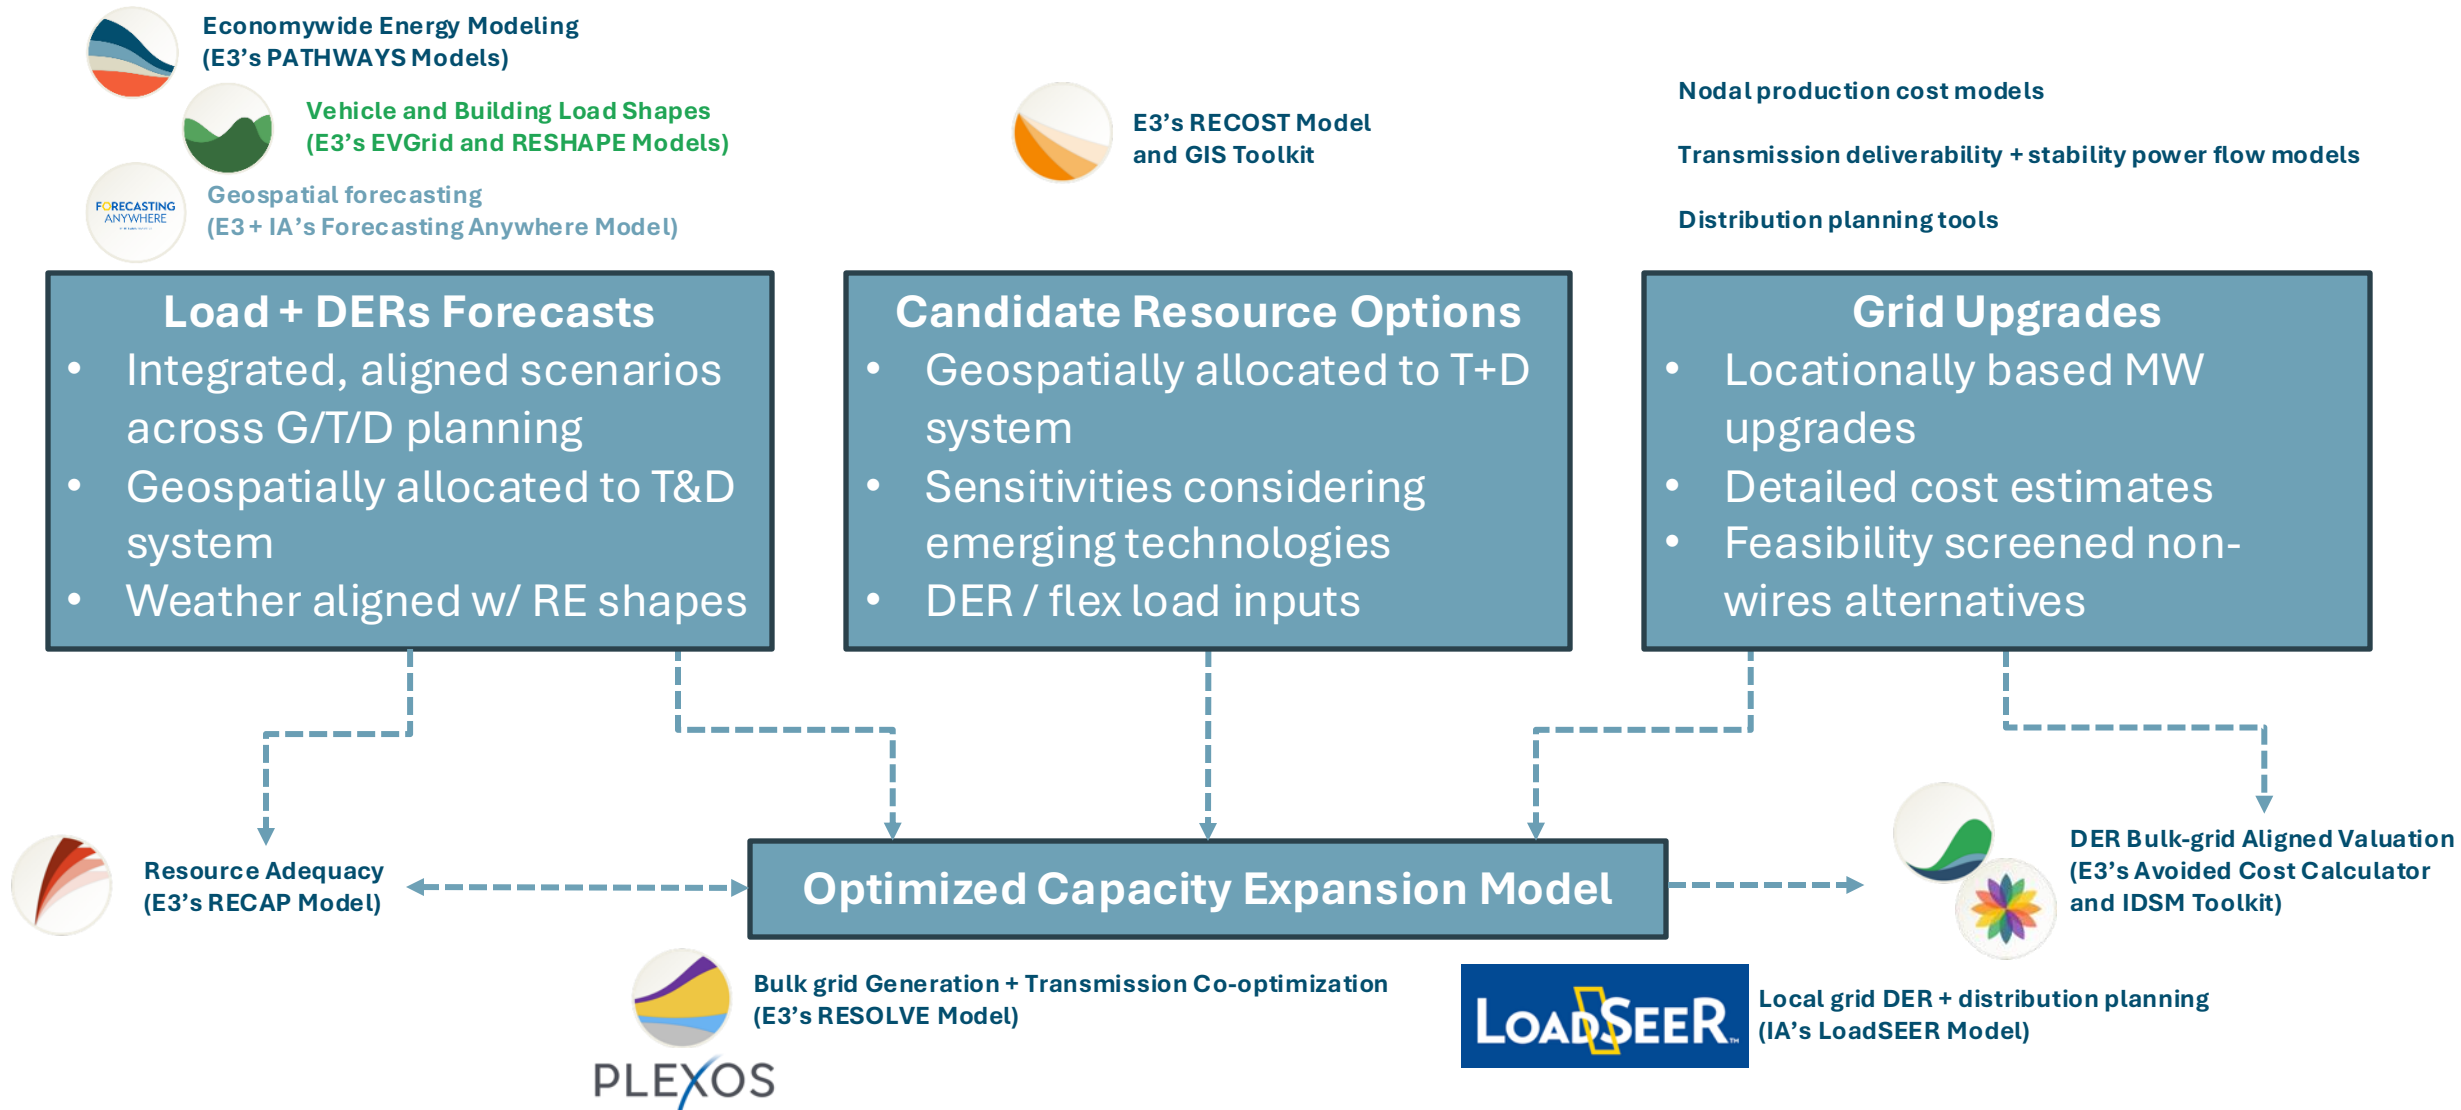 Economywide Energy Modeling
(E3's PATHWAYS Models)
Vehicle and Building Load Shapes
(E3's EVGrid and RESHAPE Models)
FORECASTING
ANYWHERE
Geospatial forecasting
(E3 + IA's Forecasting Anywhere Model)
E3's RECOST Model
and GIS Toolkit
Nodal production cost models
Transmission deliverability + stability power flow models
Distribution planning tools
Load + DERs Forecasts
• Integrated, aligned scenarios
across G/T/D planning
• Geospatially allocated to T&D
system
• Weather aligned w/ RE shapes
Candidate Resource Options
• Geospatially allocated to T+D
system
• Sensitivities considering
emerging technologies
• DER / flex load inputs
Grid Upgrades
• Locationally based MW
upgrades
• Detailed cost estimates
• Feasibility screened non-
wires alternatives
Resource Adequacy
(E3's RECAP Model)
Optimized Capacity Expansion Model
DER Bulk-grid Aligned Valuation
(E3's Avoided Cost Calculator
and IDSM Toolkit)
Bulk grid Generation + Transmission Co-optimization
(E3's RESOLVE Model)
PLEXOS
LOADSEER™
Local grid DER + distribution planning
(IA's LoadSEER Model)